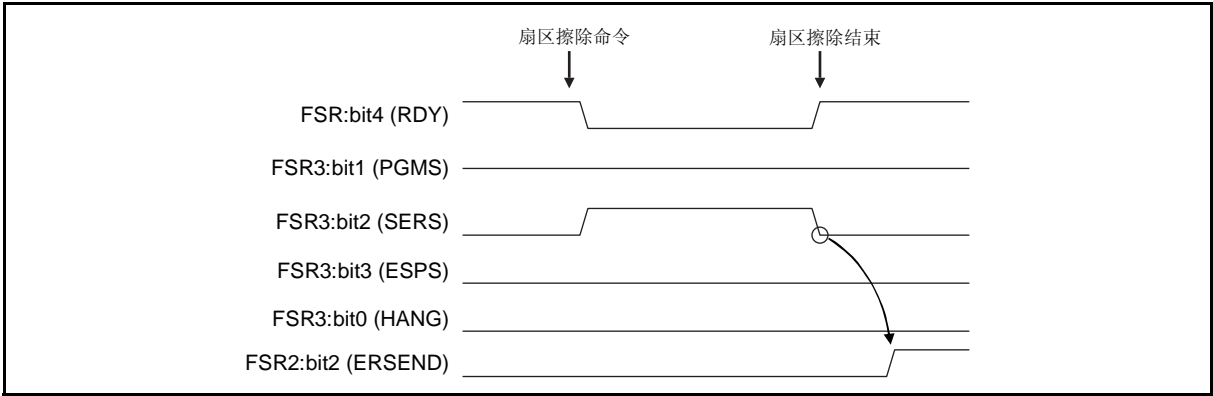 扇区擦除命令 扇区擦除结束
FSR:bit4 (RDY)
FSR3:bit1 (PGMS)
FSR3:bit2 (SERS)
FSR3:bit3 (ESPS)
FSR3:bit0 (HANG)
FSR2:bit2 (ERSEND)